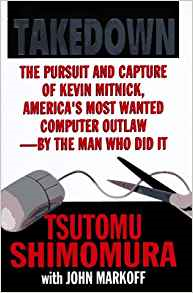 TAKEDOWN
THE PURSUIT AND CAPTURE
OF KEVIN MITNICK,
AMERICA'S MOST WANTED
COMPUTER OUTLAW
—BY THE MAN WHO DID IT
TSUTOMU
SHIMOMURA
with JOHN MARKOFF